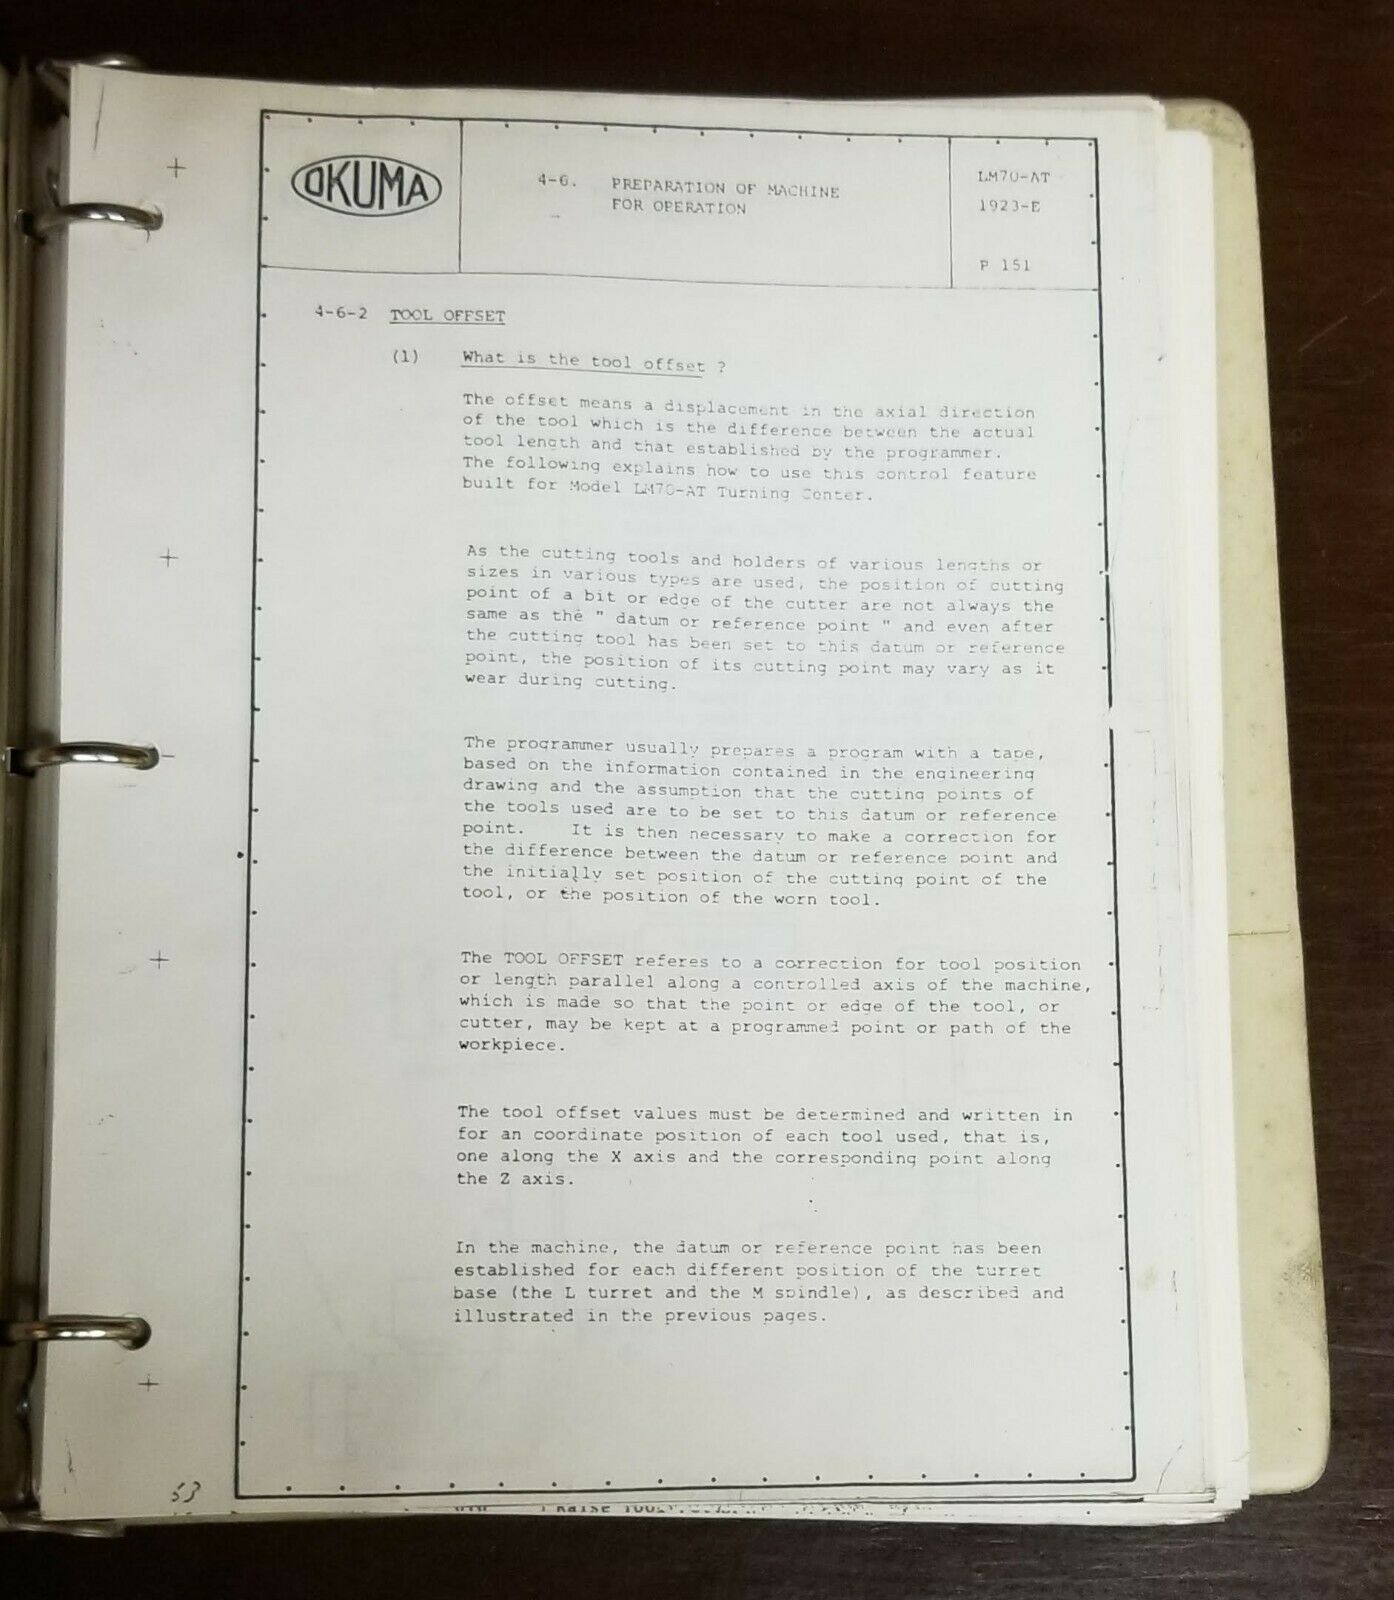 OKUMA
4-6. PREPARATION OF MACHINE
FOR OPERATION
LM70-AT
1923-E
P 151
4-6-2 TOOL OFFSET
(1) What is the tool offset ?
The offset means a displacement in the axial direction
of the tool which is the difference between the actual
tool length and that established by the programmer.
The following explains how to use this control feature
built for Model LM70-AT Turning Center.
As the cutting tools and holders of various lengths or
sizes in various types are used, the position of cutting
point of a bit or edge of the cutter are not always the
same as the " datum or reference point " and even after
the cutting tool has been set to this datum or reference
point, the position of its cutting point may vary as it
wear during cutting.
The programmer usually prepares a program with a tape,
based on the information contained in the engineering
drawing and the assumption that the cutting points of
the tools used are to be set to this datum or reference
point. It is then necessary to make a correction for
the difference between the datum or reference point and
the initially set position of the cutting point of the
tool, or the position of the worn tool.
The TOOL OFFSET referes to a correction for tool position
or length parallel along a controlled axis of the machine,
which is made so that the point or edge of the tool, or
cutter, may be kept at a programmed point or path of the
workpiece.
The tool offset values must be determined and written in
for an coordinate position of each tool used, that is,
one along the X axis and the corresponding point along
the Z axis.
In the machine, the datum or reference point has been
established for each different position of the turret
base (the L turret and the M spindle), as described and
illustrated in the previous pages.
53